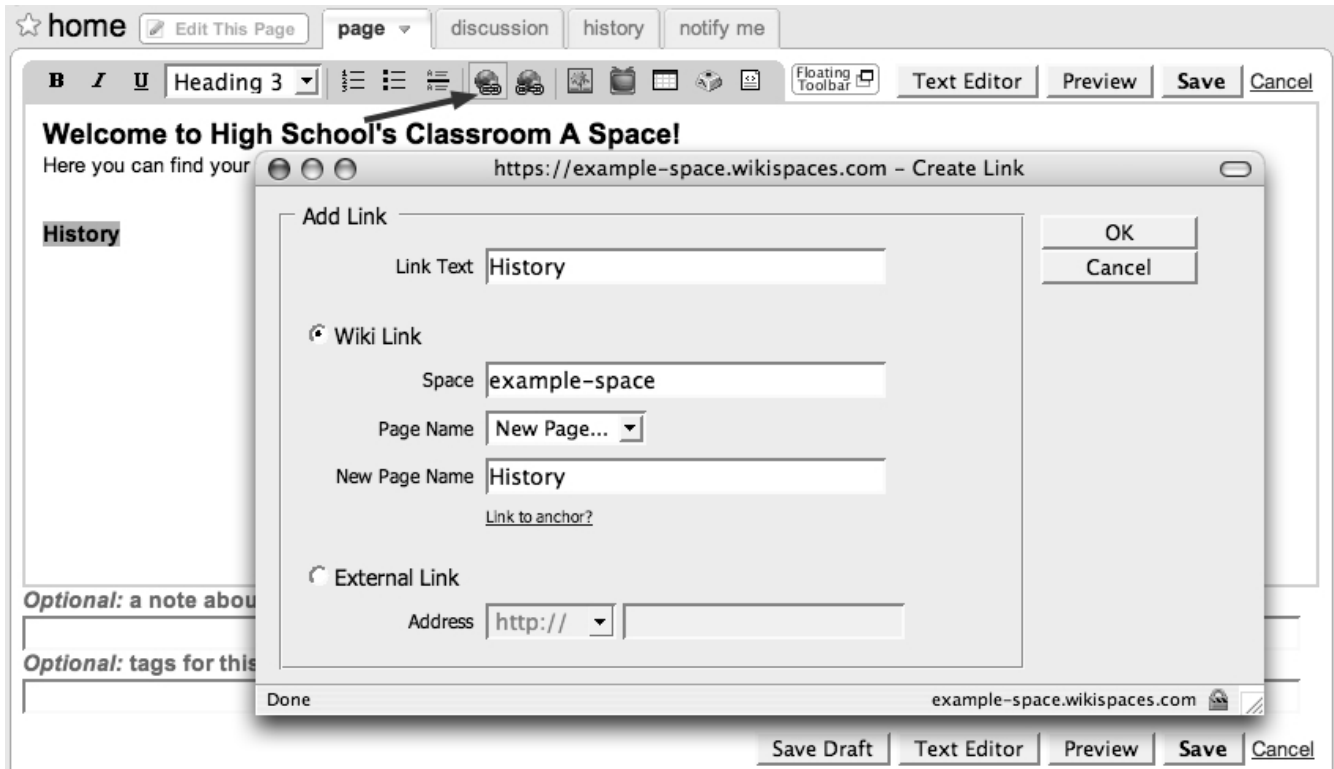 home Edit This Page page discussion history notify me
B I U Heading 3 Floating Toolbar Text Editor Preview Save Cancel
Welcome to High School's Classroom A Space!
Here you can find your
https://example-space.wikispaces.com – Create Link
History
Add Link
OK
Link Text History
Cancel
Wiki Link
Space example-space
Page Name New Page...
New Page Name History
Link to anchor?
External Link
Address http://
Optional: a note abou
Optional: tags for this
Done example-space.wikispaces.com
Save Draft Text Editor Preview Save Cancel